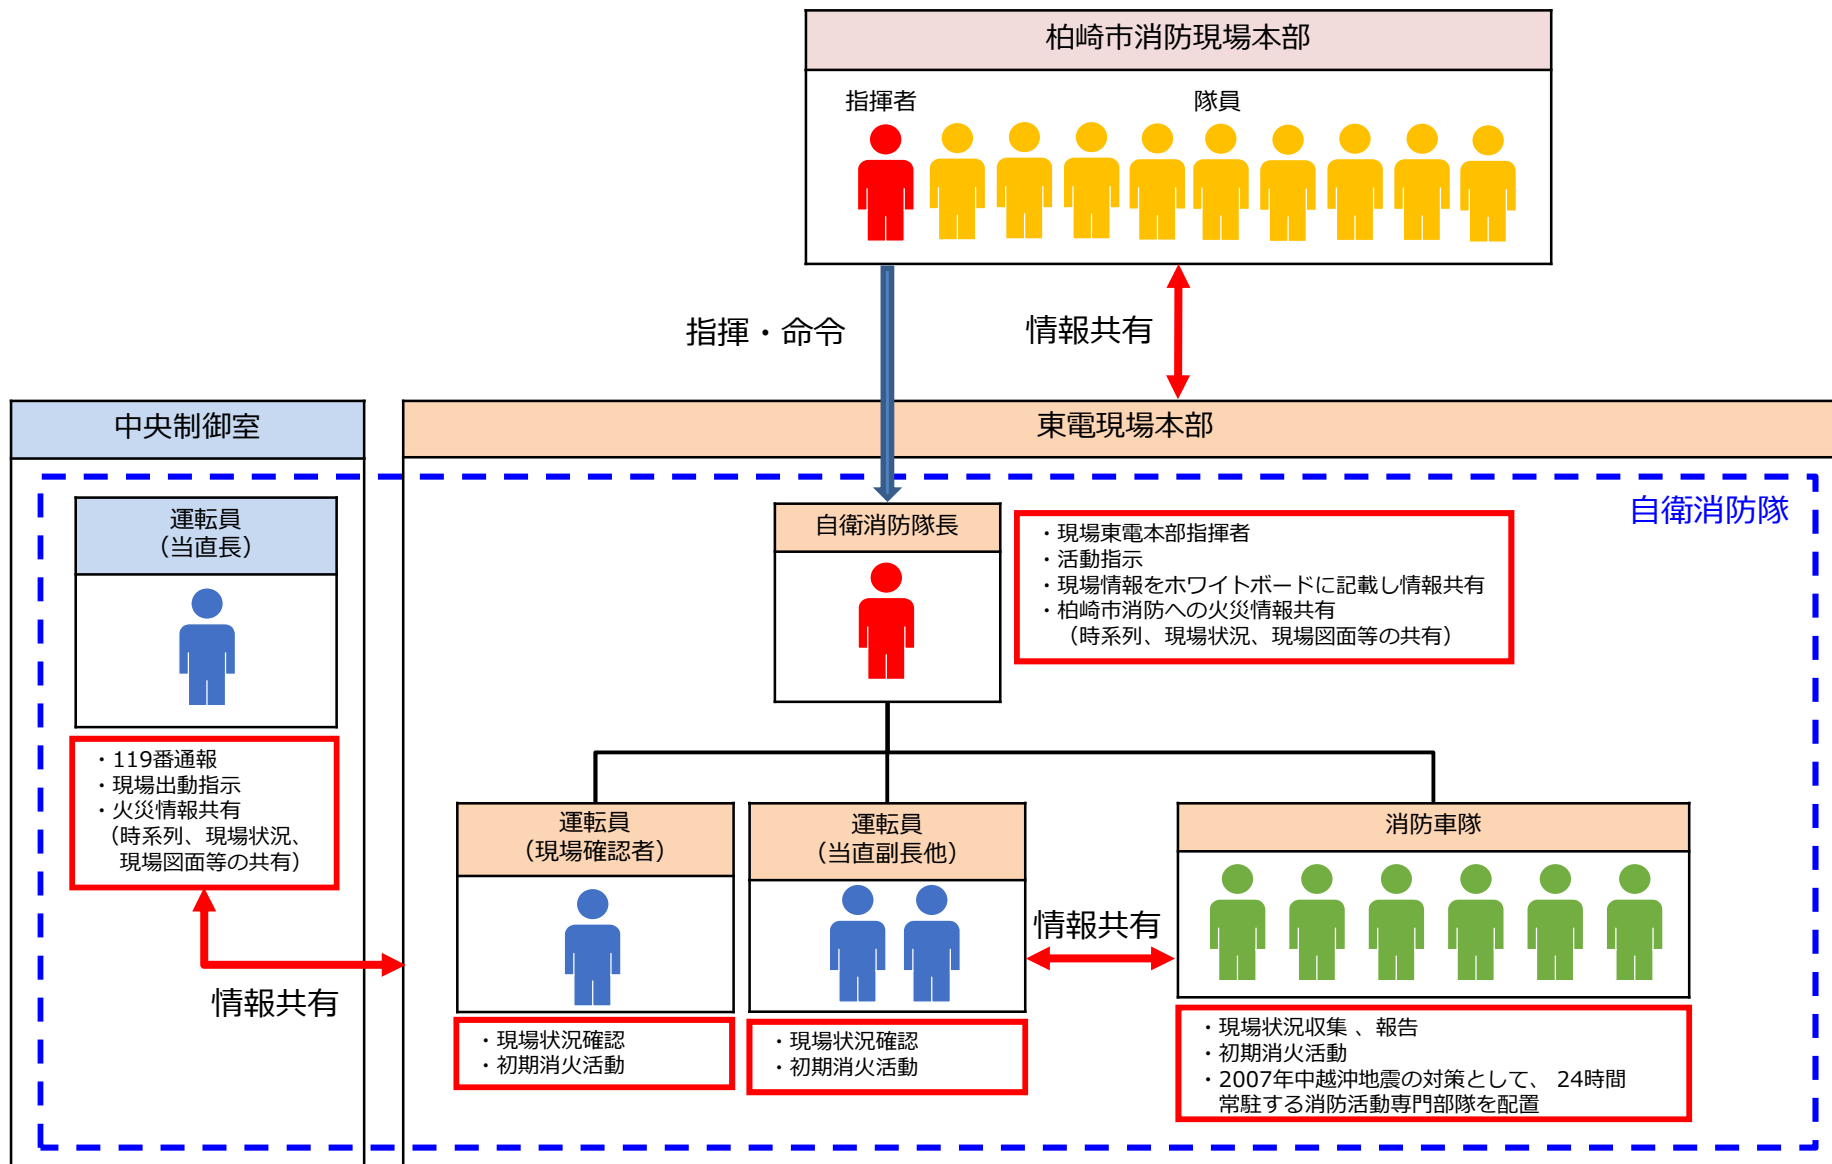 柏崎市消防現場本部
指揮者
隊員
指揮・命令
情報共有
中央制御室
東電現場本部
自衛消防隊
運転員
（当直長）
・119番通報
・現場出動指示
・火災情報共有
（時系列、現場状況、
現場図面等の共有）
情報共有
自衛消防隊長
・現場東電本部指揮者
・活動指示
・現場情報をホワイトボードに記載し情報共有
・柏崎市消防への火災情報共有
（時系列、現場状況、現場図面等の共有）
運転員
（現場確認者）
・現場状況確認
・初期消火活動
運転員
（当直副長他）
・現場状況確認
・初期消火活動
情報共有
消防車隊
・現場状況収集 、報告
・初期消火活動
・2007年中越沖地震の対策として、 24時間
常駐する消防活動専門部隊を配置